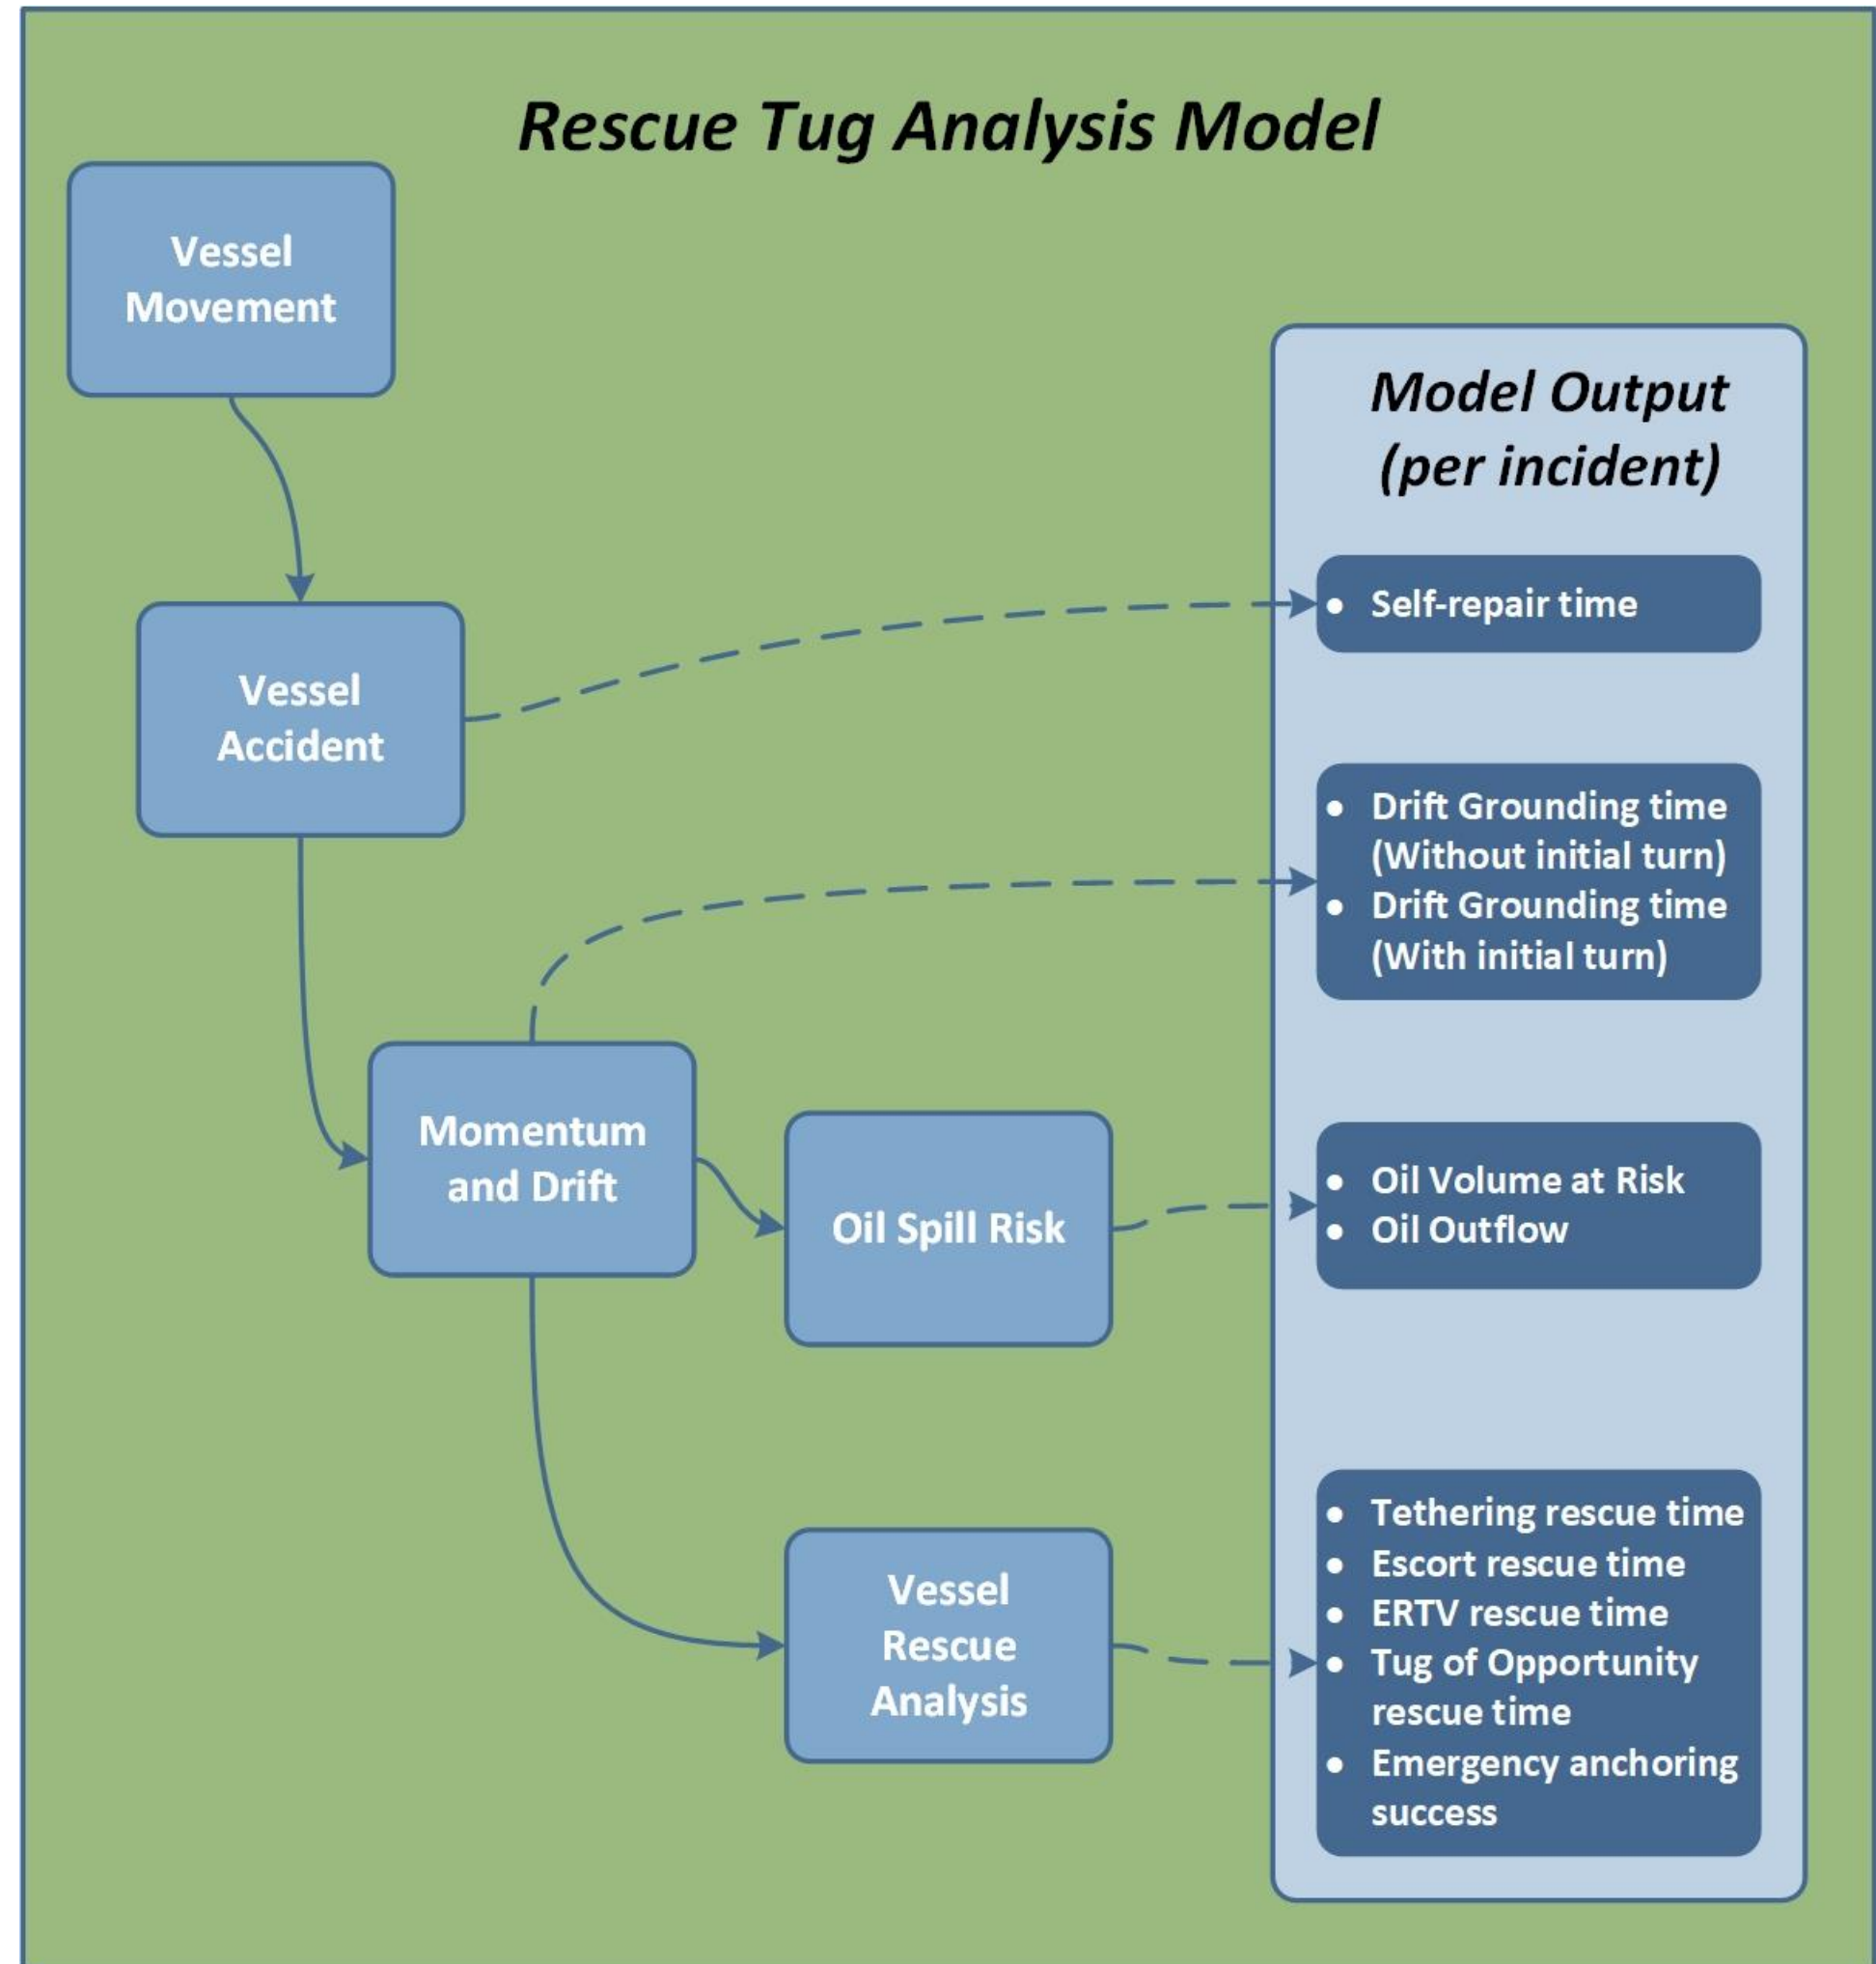 Rescue Tug Analysis Model
Vessel
Movement
Model Output
(per incident)
• Self-repair time
Vessel
Accident
• Drift Grounding time
(Without initial turn)
• Drift Grounding time
(With initial turn)
Momentum
and Drift
Oil Spill Risk
• Oil Volume at Risk
• Oil Outflow
Vessel
Rescue
Analysis
• Tethering rescue time
• Escort rescue time
• ERTV rescue time
• Tug of Opportunity
rescue time
• Emergency anchoring
success